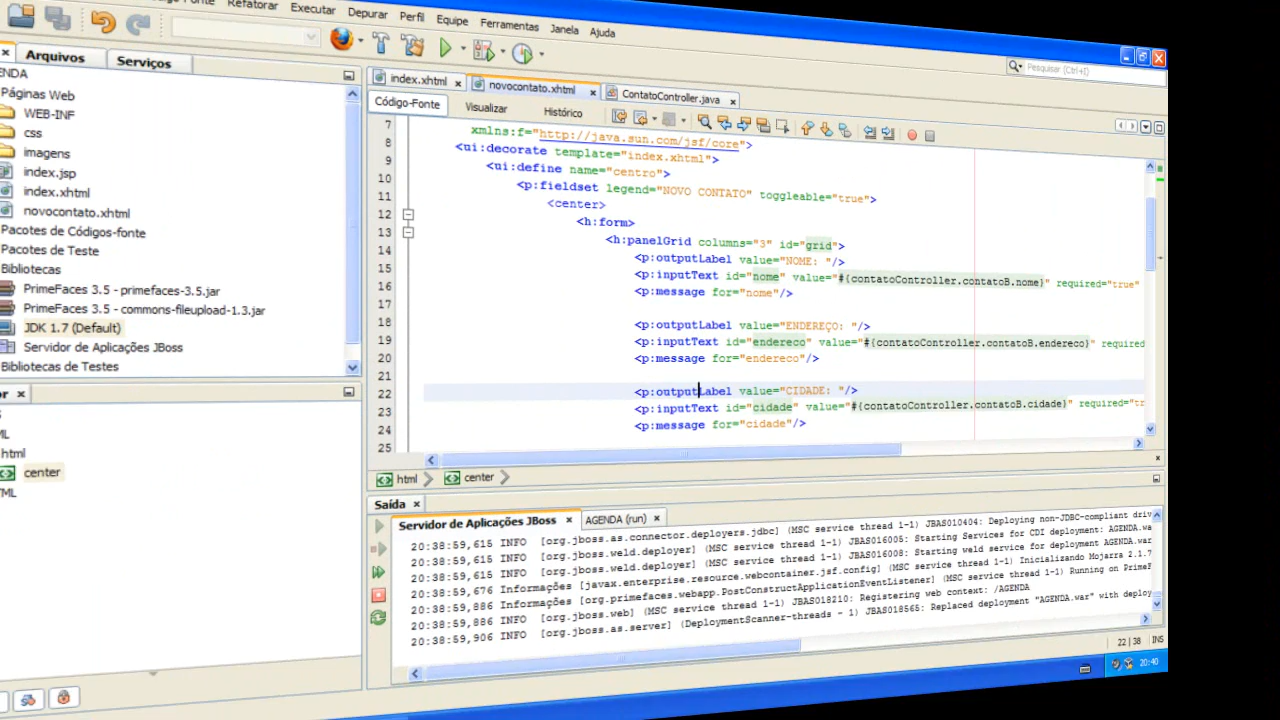 Refatorar Executar Depurar Perfil Equipe Ferramentas Janela Ajuda
Pesquisar (Ctrl+I)
Arquivos
Serviços
Páginas Web
WEB-INF
css
imagens
index.jsp
index.xhtml
novocontato.xhtml
Pacotes de Códigos-fonte
Pacotes de Teste
Bibliotecas
PrimeFaces 3.5 - primefaces-3.5.jar
PrimeFaces 3.5 - commons-fileupload-1.3.jar
JDK 1.7 (Default)
Servidor de Aplicações JBoss
Bibliotecas de Testes
html
center
index.xhtml
novocontato.xhtml
ContatoController.java
Código-Fonte
Visualizar
Histórico
7 xmlns:f="http://java.sun.com/jsf/core">
8 <ui:decorate template="index.xhtml">
9 <ui:define name="centro">
10 <p:fieldset legend="NOVO CONTATO" toggleable="true">
11 <center>
12 <h:form>
13 <h:panelGrid columns="3" id="grid">
14 <p:outputLabel value="NOME: "/>
15 <p:inputText id="nome" value="#{contatoController.contatoB.nome}" required="true"
16 <p:message for="nome"/>
17
18 <p:outputLabel value="ENDEREÇO: "/>
19 <p:inputText id="endereco" value="#{contatoController.contatoB.endereco}" required
20 <p:message for="endereco"/>
21
22 <p:outputLabel value="CIDADE: "/>
23 <p:inputText id="cidade" value="#{contatoController.contatoB.cidade}" required="tr
24 <p:message for="cidade"/>
25
html
center
Saída
Servidor de Aplicações JBoss
AGENDA (run)
20:38:59,615 INFO [org.jboss.as.connector.deployers.jdbc] (MSC service thread 1-1) JBAS010404: Deploying non-JDBC-compliant driv
20:38:59,615 INFO [org.jboss.weld.deployer] (MSC service thread 1-1) JBAS016005: Starting Services for CDI deployment: AGENDA.wa
20:38:59,615 INFO [org.jboss.weld.deployer] (MSC service thread 1-1) JBAS016008: Starting weld service for deployment AGENDA.war
20:38:59,676 Informações [javax.enterprise.resource.webcontainer.jsf.config] (MSC service thread 1-1) Inicializando Mojarra 2.1.7
20:38:59,886 Informações [org.primefaces.webapp.PostConstructApplicationEventListener] (MSC service thread 1-1) Running on PrimeF
20:38:59,886 INFO [org.jboss.web] (MSC service thread 1-1) JBAS018210: Registering web context: /AGENDA
20:38:59,906 INFO [org.jboss.as.server] (DeploymentScanner-threads - 1) JBAS018565: Replaced deployment "AGENDA.war" with deploy
22 | 38 INS
20:40